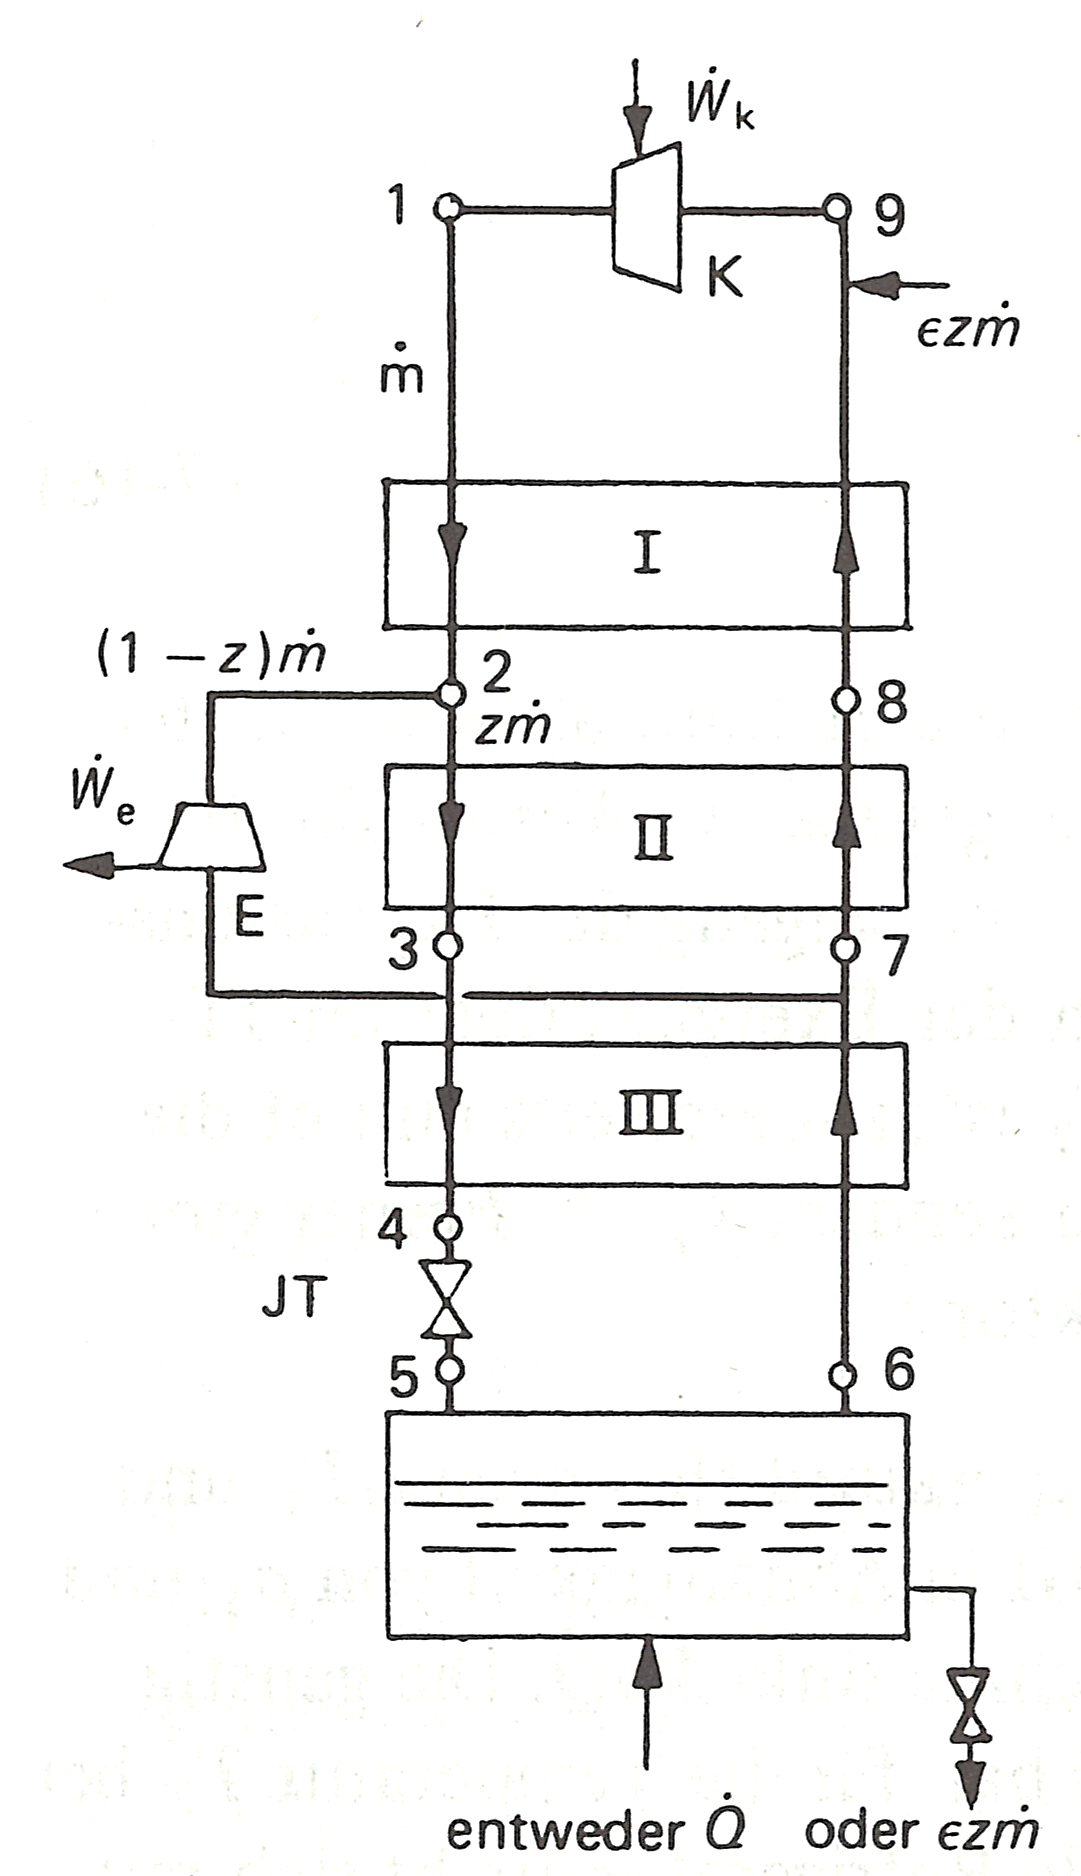 Ẇk
1
9
K
ϵzṁ
ṁ
I
(1 − z)ṁ
2
zṁ
8
Ẇe
II
E
3
7
III
4
JT
5
6
entweder Q̇ oder ϵzṁ